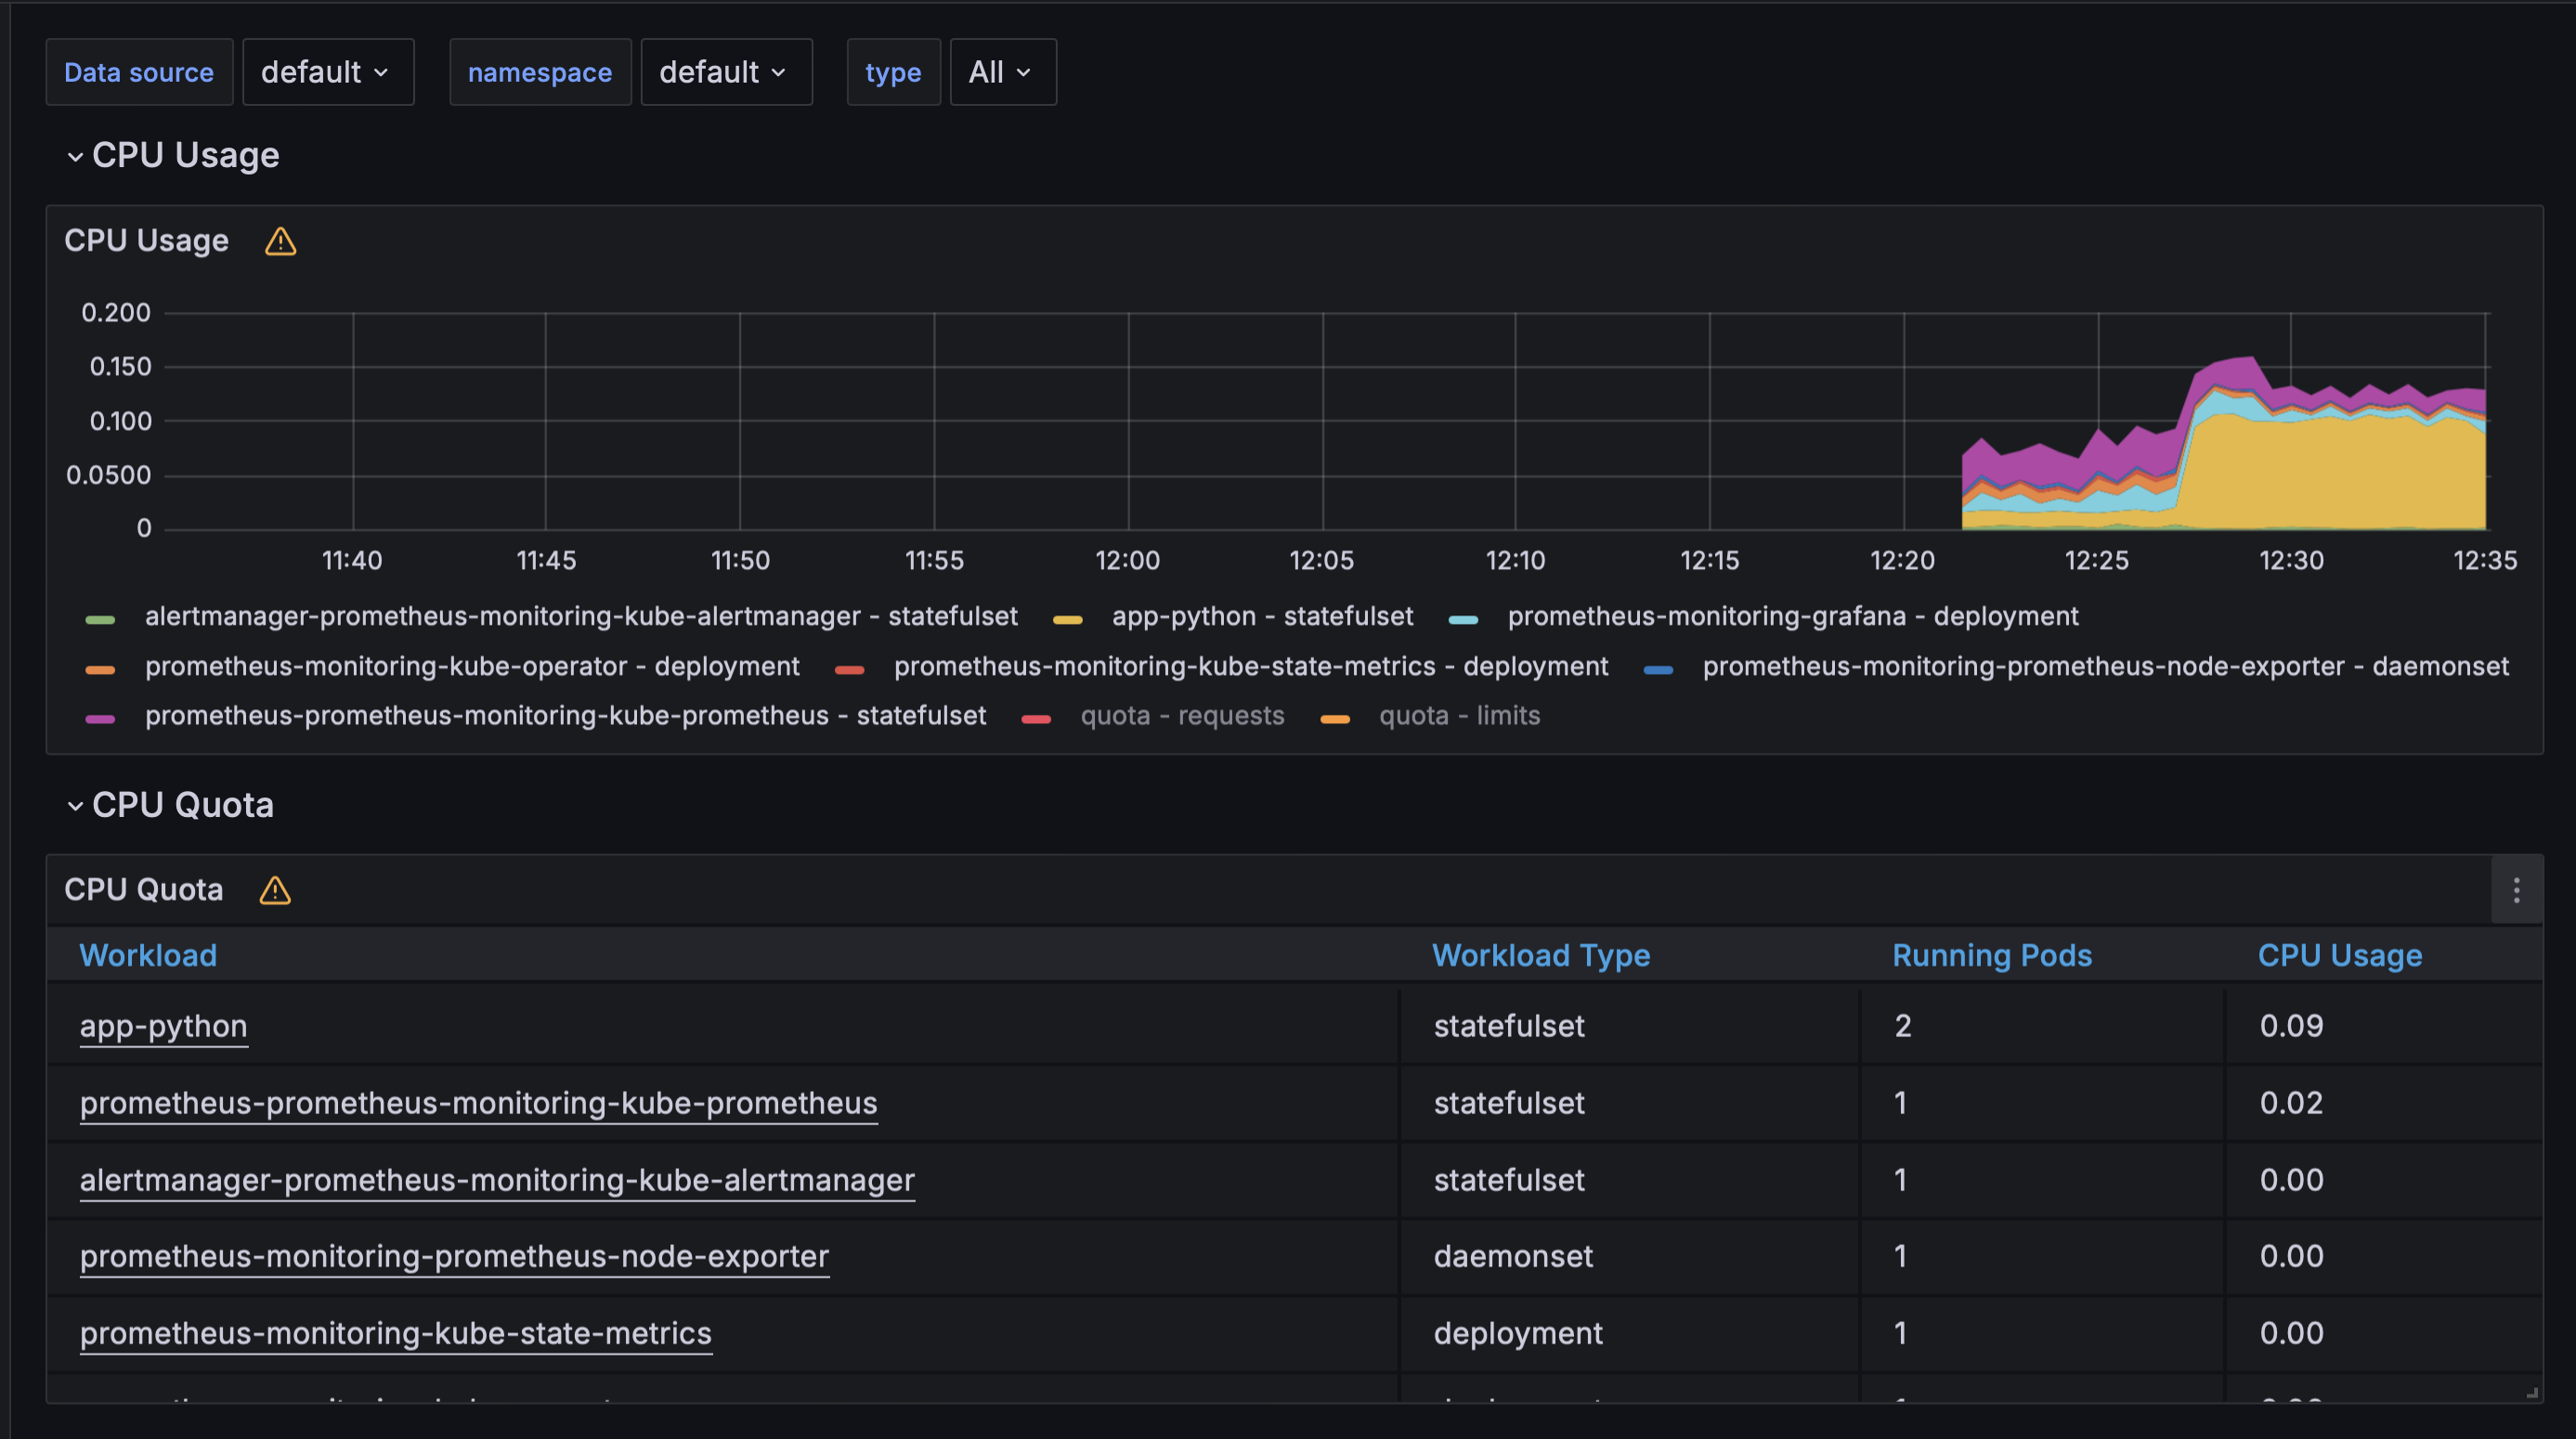 Data source default namespace default type All
CPU Usage
CPU Usage
0.200
0.150
0.100
0.0500
0
11:40 11:45 11:50 11:55 12:00 12:05 12:10 12:15 12:20 12:25 12:30 12:35
alertmanager-prometheus-monitoring-kube-alertmanager - statefulset app-python - statefulset prometheus-monitoring-grafana - deployment
prometheus-monitoring-kube-operator - deployment prometheus-monitoring-kube-state-metrics - deployment prometheus-monitoring-prometheus-node-exporter - daemonset
prometheus-prometheus-monitoring-kube-prometheus - statefulset quota - requests quota - limits
CPU Quota
CPU Quota
Workload Workload Type Running Pods CPU Usage
app-python statefulset 2 0.09
prometheus-prometheus-monitoring-kube-prometheus statefulset 1 0.02
alertmanager-prometheus-monitoring-kube-alertmanager statefulset 1 0.00
prometheus-monitoring-prometheus-node-exporter daemonset 1 0.00
prometheus-monitoring-kube-state-metrics deployment 1 0.00